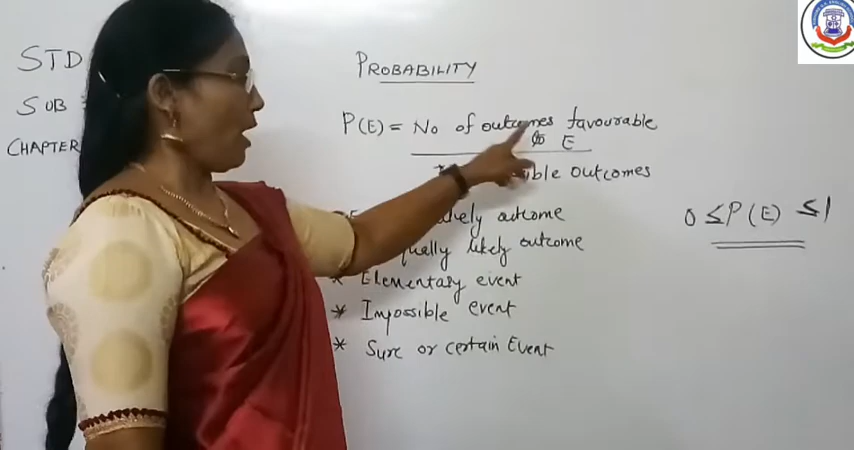 STD
SUB
CHAPTER
PROBABILITY
P(E) = No of outcomes favourable
to E
outcomes
outcome
likely outcome
* Elementary event
* Impossible event
* Sure or certain Event
0 ≤ P(E) ≤ 1